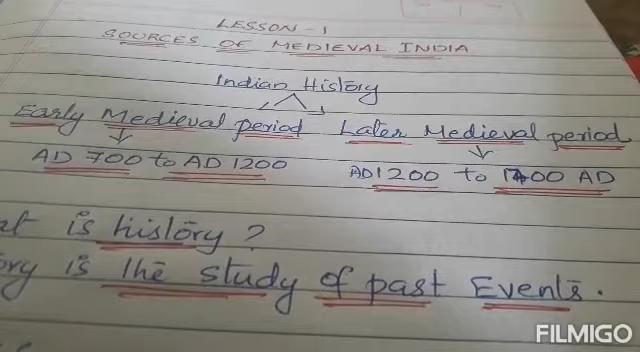 LESSON - 1
SOURCES OF MEDIEVAL INDIA
Indian History
Early Medieval period Later Medieval period
AD 700 to AD 1200 AD 1200 to 1700 AD
is history?
is the study of past Events.
FILMIGO